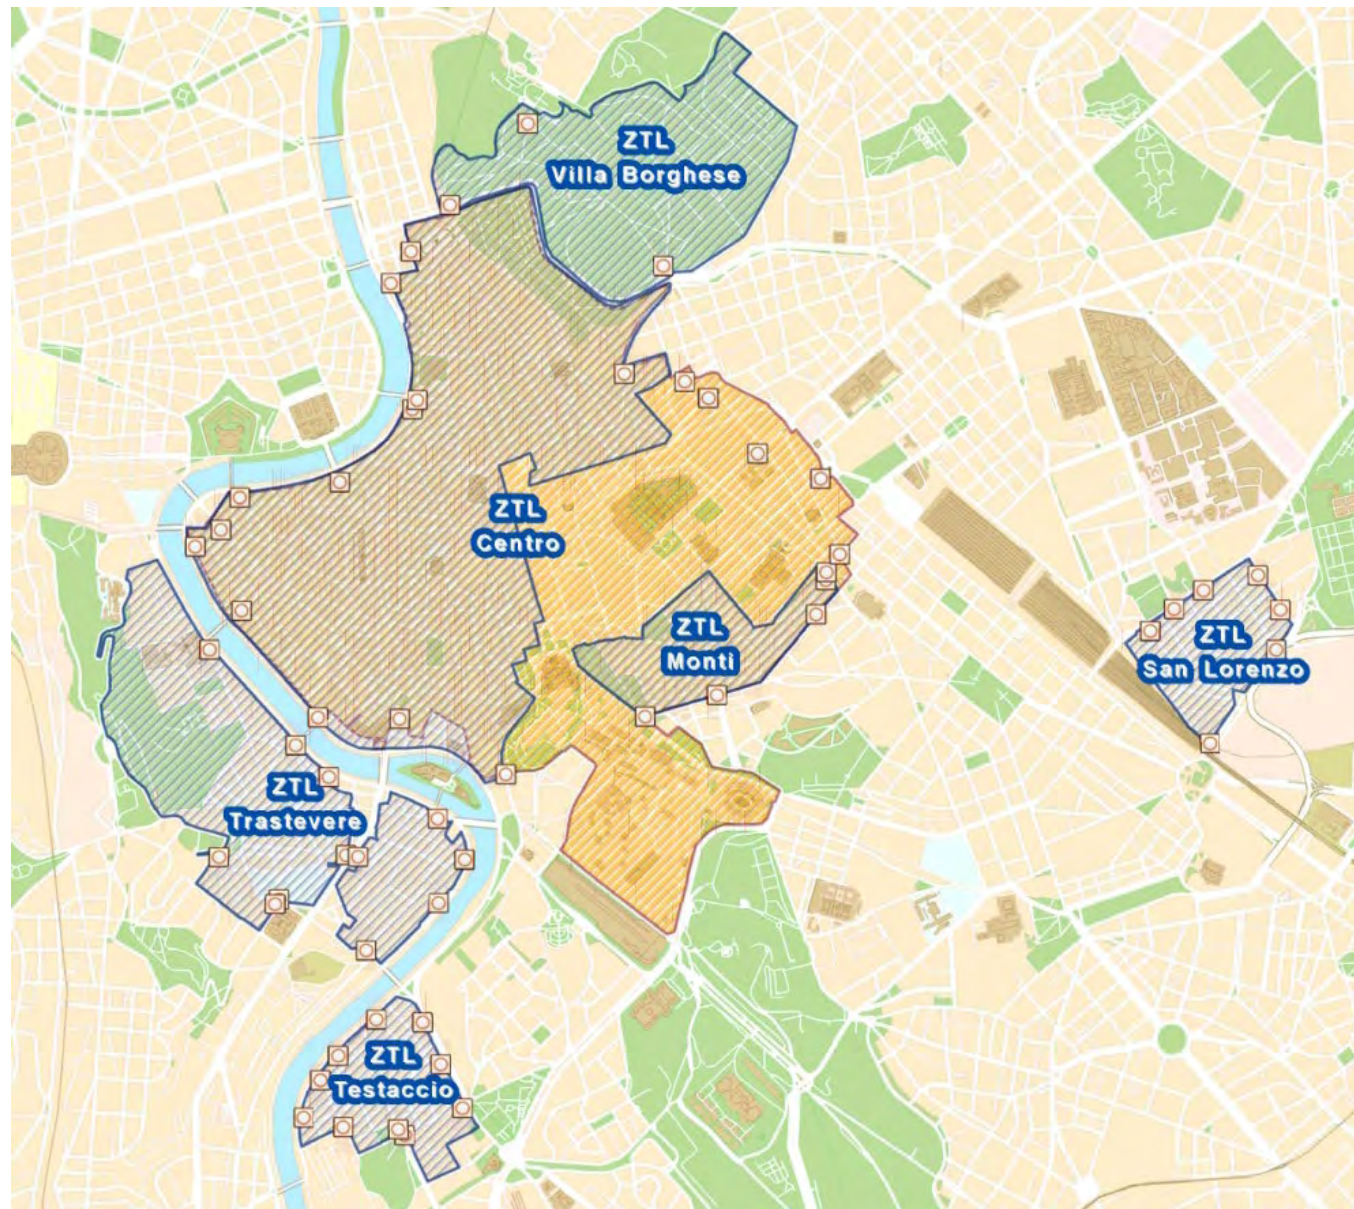 ZTL
Villa Borghese
ZTL
Centro
ZTL
Monti
ZTL
San Lorenzo
ZTL
Trastevere
ZTL
Testaccio